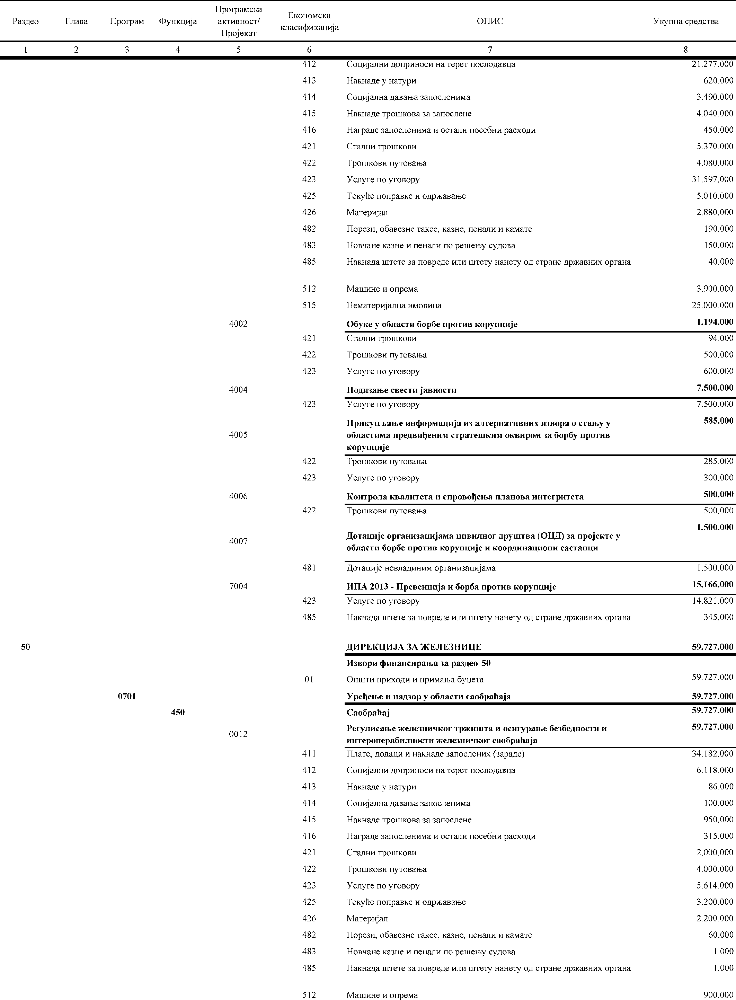 Раздео Глава Програм Функција Програмска активност/ Пројекат Економска класификација ОПИС Укупна средства
1 2 3 4 5 6 7 8
412 Социјални доприноси на терет послодавца 21.277.000
413 Накнаде у натури 620.000
414 Социјална давања запосленима 3.490.000
415 Накнаде трошкова за запослене 4.040.000
416 Награде запосленима и остали посебни расходи 450.000
421 Стални трошкови 5.370.000
422 Трошкови путовања 4.080.000
423 Услуге по уговору 31.597.000
425 Текуће поправке и одржавање 5.010.000
426 Материјал 2.880.000
482 Порези, обавезне таксе, казне, пенали и камате 190.000
483 Новчане казне и пенали по решењу судова 150.000
485 Накнада штете за повреде или штету нанету од стране државних органа 40.000
512 Машине и опрема 3.900.000
515 Нематеријална имовина 25.000.000
4002 Обуке у области борбе против корупције 1.194.000
421 Стални трошкови 94.000
422 Трошкови путовања 500.000
423 Услуге по уговору 600.000
4004 Подизање свести јавности 7.500.000
423 Услуге по уговору 7.500.000
Прикупљање информација из алтернативних извора о стању у 585.000
4005 областима предвиђеним стратешким оквиром за борбу против
корупције
422 Трошкови путовања 285.000
423 Услуге по уговору 300.000
4006 Контрола квалитета и спровођења планова интегритета 500.000
422 Трошкови путовања 500.000
1.500.000
Дотације организацијама цивилног друштва (ОЦД) за пројекте у
4007 области борбе против корупције и координациони састанци
481 Дотације невладиним организацијама 1.500.000
7004 ИПА 2013 - Превенција и борба против корупције 15.166.000
423 Услуге по уговору 14.821.000
485 Накнада штете за повреде или штету нанету од стране државних органа 345.000
50 ДИРЕКЦИЈА ЗА ЖЕЛЕЗНИЦЕ 59.727.000
Извори финансирања за раздео 50
01 Општи приходи и примања буџета 59.727.000
0701 Уређење и надзор у области саобраћаја 59.727.000
450 Саобраћај 59.727.000
Регулисање железничког тржишта и осигурање безбедности и 59.727.000
0012 интероперабилности железничког саобраћаја
411 Плате, додаци и накнаде запослених (зараде) 34.182.000
412 Социјални доприноси на терет послодавца 6.118.000
413 Накнаде у натури 86.000
414 Социјална давања запосленима 100.000
415 Накнаде трошкова за запослене 950.000
416 Награде запосленима и остали посебни расходи 315.000
421 Стални трошкови 2.000.000
422 Трошкови путовања 4.000.000
423 Услуге по уговору 5.614.000
425 Текуће поправке и одржавање 3.200.000
426 Материјал 2.200.000
482 Порези, обавезне таксе, казне, пенали и камате 60.000
483 Новчане казне и пенали по решењу судова 1.000
485 Накнада штете за повреде или штету нанету од стране државних органа 1.000
512 Машине и опрема 900.000